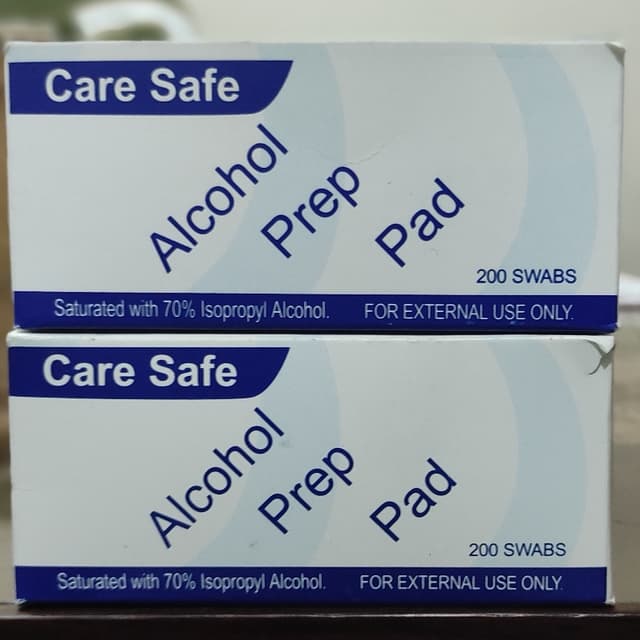 Care Safe
Alcohol
Prep
Pad
200 SWABS
Saturated with 70% Isopropyl Alcohol. FOR EXTERNAL USE ONLY.
Care Safe
Alcohol
Prep
Pad
200 SWABS
Saturated with 70% Isopropyl Alcohol. FOR EXTERNAL USE ONLY.